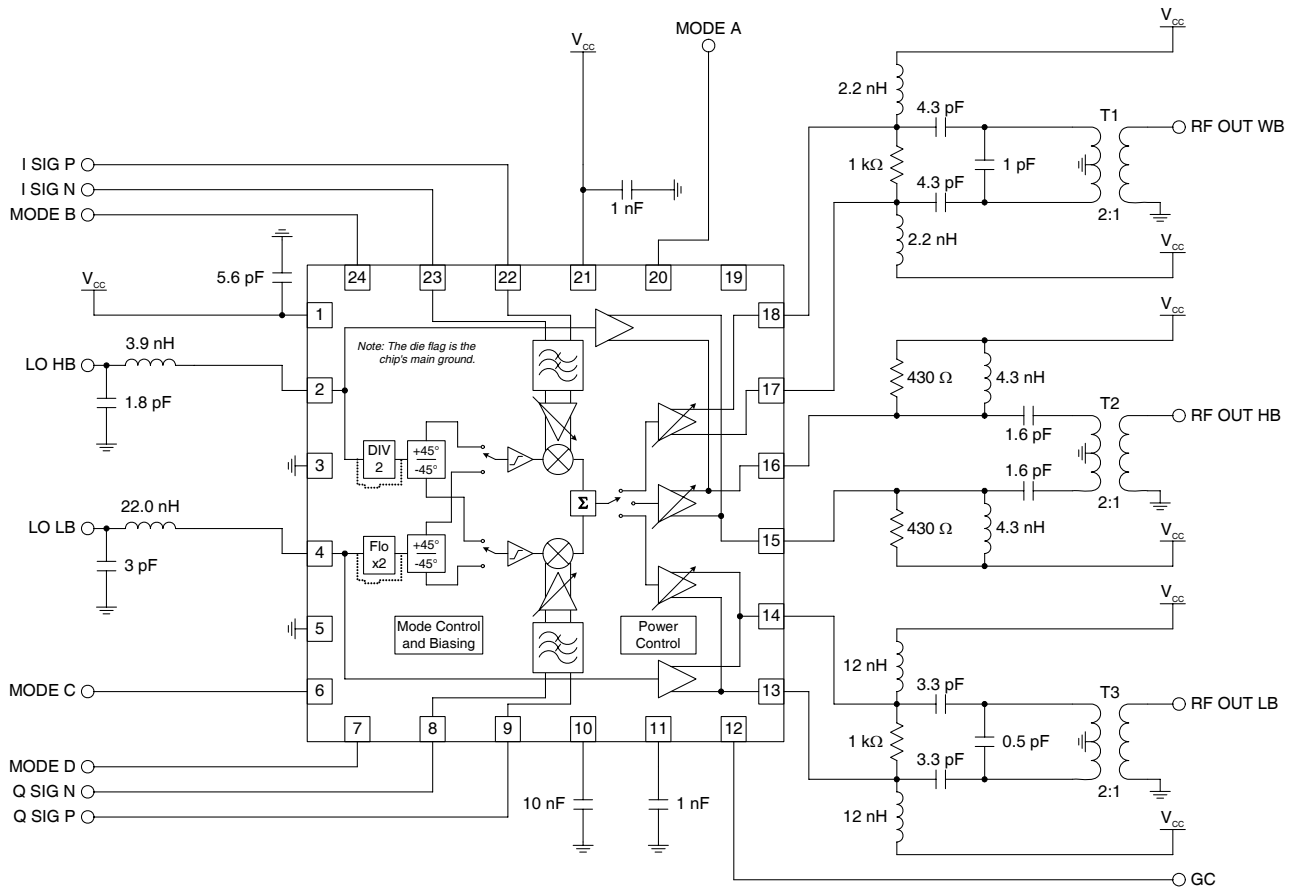 V_CC
MODE A
V_CC
2.2 nH
4.3 pF
T1
RF OUT WB
1 kΩ
1 pF
4.3 pF
2:1
2.2 nH
V_CC
I SIG P
I SIG N
MODE B
1 nF
5.6 pF
V_CC
24
23
22
21
20
19
1
18
Note: The die flag is the
chip's main ground.
3.9 nH
LO HB
2
17
1.8 pF
V_CC
430 Ω
4.3 nH
T2
RF OUT HB
1.6 pF
DIV
2
+45°
-45°
3
16
1.6 pF
2:1
Σ
22.0 nH
LO LB
4
Flo
x2
+45°
-45°
15
430 Ω
4.3 nH
V_CC
3 pF
5
Mode Control
and Biasing
Power
Control
14
V_CC
12 nH
3.3 pF
T3
RF OUT LB
MODE C
6
13
1 kΩ
0.5 pF
3.3 pF
2:1
7
8
9
10
11
12
MODE D
Q SIG N
Q SIG P
10 nF
1 nF
12 nH
V_CC
GC